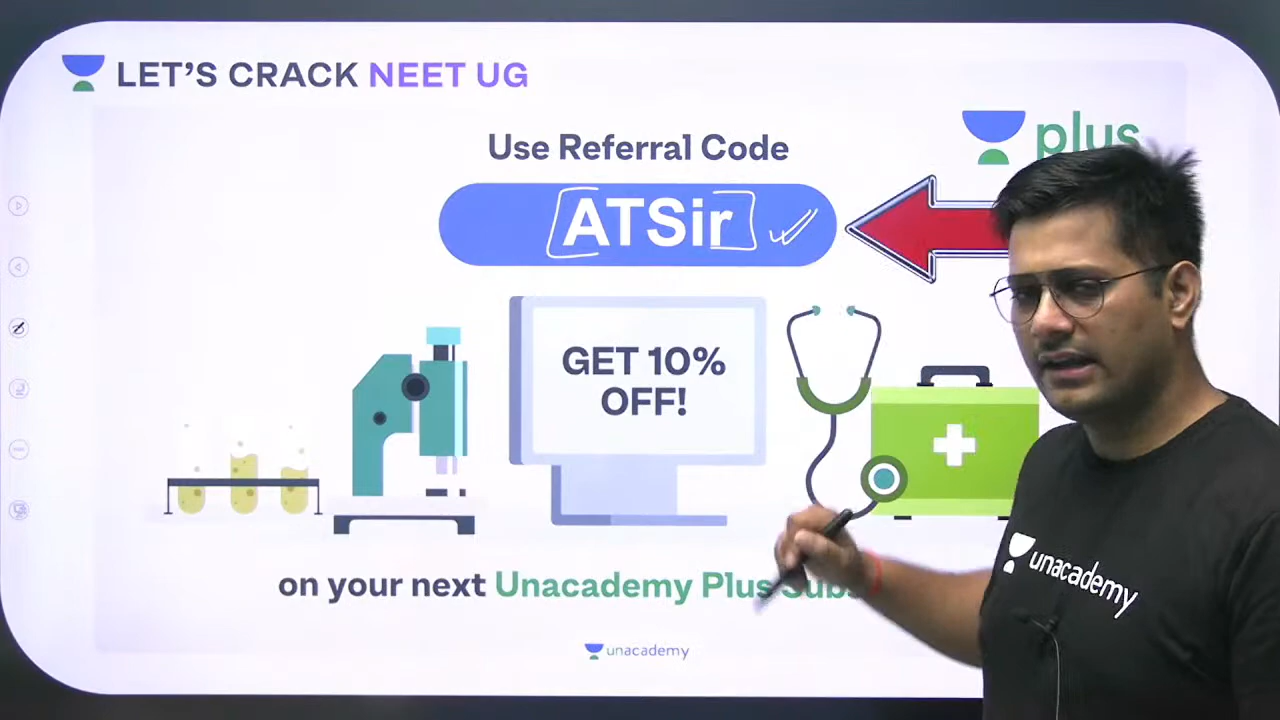 LET'S CRACK NEET UG
Use Referral Code
plus
ATSir
GET 10%
OFF!
on your next Unacademy Plus Subs
unacademy
unacademy